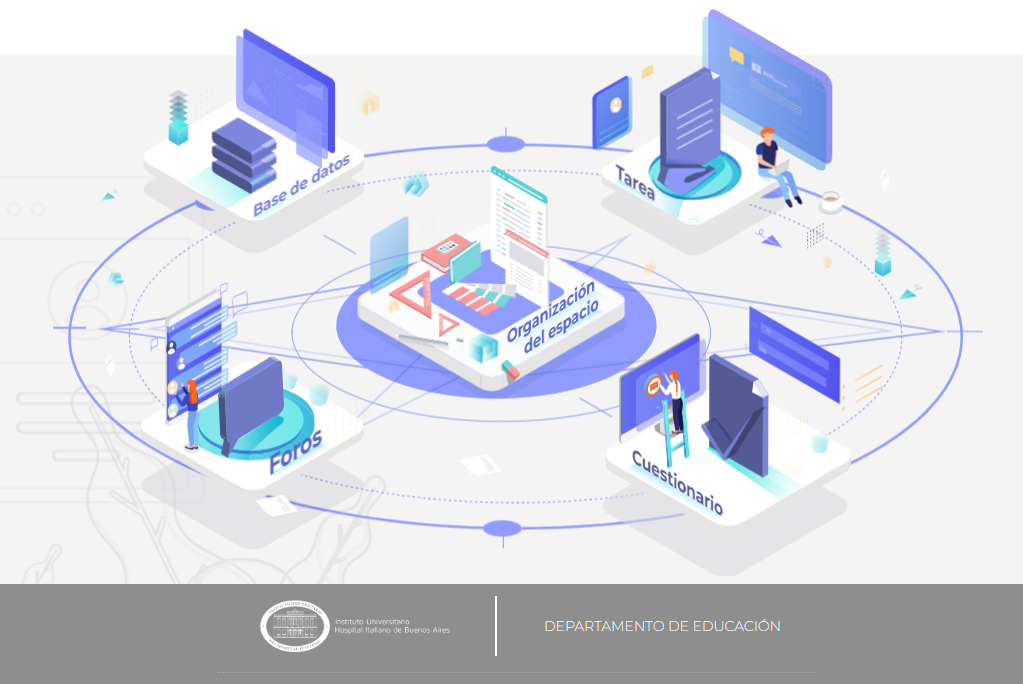 Base de datos
Tarea
Organización
del espacio
Foros
Cuestionario
Instituto Universitario
Hospital Italiano de Buenos Aires
DEPARTAMENTO DE EDUCACIÓN